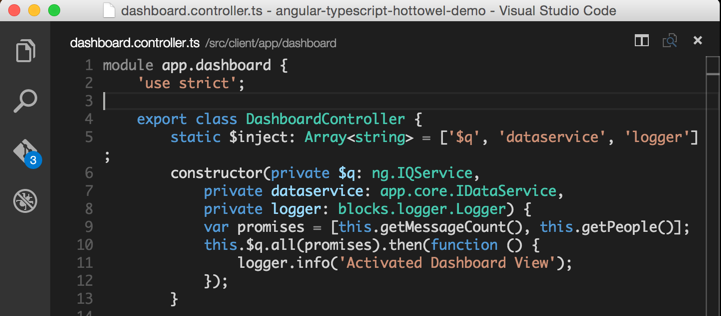 dashboard.controller.ts - angular-typescript-hottowel-demo - Visual Studio Code
dashboard.controller.ts /src/client/app/dashboard
1 module app.dashboard {
2     'use strict';
3
4     export class DashboardController {
5         static $inject: Array<string> = ['$q', 'dataservice', 'logger']
;
6         constructor(private $q: ng.IQService,
7             private dataservice: app.core.IDataService,
8             private logger: blocks.logger.Logger) {
9             var promises = [this.getMessageCount(), this.getPeople()];
10             this.$q.all(promises).then(function () {
11                 logger.info('Activated Dashboard View');
12             });
13         }
14
3